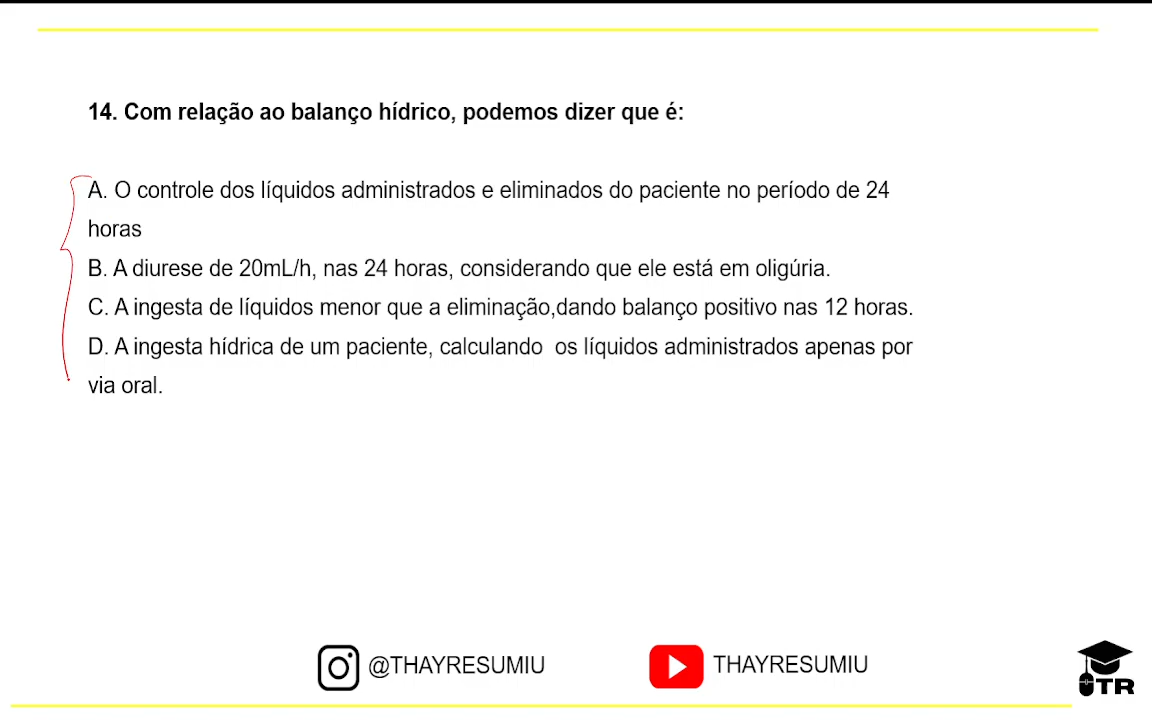 14. Com relação ao balanço hídrico, podemos dizer que é:
A. O controle dos líquidos administrados e eliminados do paciente no período de 24
horas
B. A diurese de 20mL/h, nas 24 horas, considerando que ele está em oligúria.
C. A ingesta de líquidos menor que a eliminação,dando balanço positivo nas 12 horas.
D. A ingesta hídrica de um paciente, calculando  os líquidos administrados apenas por
via oral.
@THAYRESUMIU
THAYRESUMIU
TR